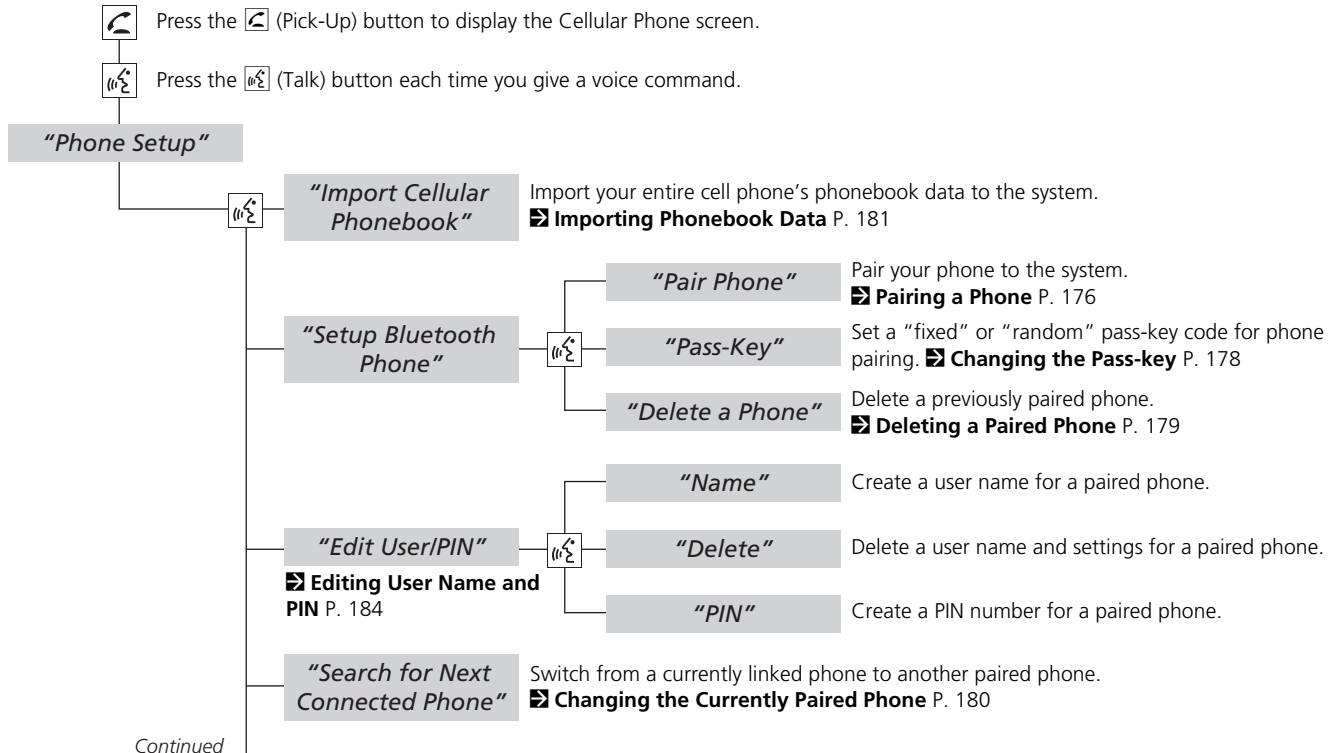 Press the (Pick-Up) button to display the Cellular Phone screen.
Press the (Talk) button each time you give a voice command.
"Phone Setup"
"Import Cellular
Phonebook"
Import your entire cell phone's phonebook data to the system.
Importing Phonebook Data P. 181
"Setup Bluetooth
Phone"
"Pair Phone"
Pair your phone to the system.
Pairing a Phone P. 176
"Pass-Key"
Set a "fixed" or "random" pass-key code for phone
pairing. Changing the Pass-key P. 178
"Delete a Phone"
Delete a previously paired phone.
Deleting a Paired Phone P. 179
"Edit User/PIN"
Editing User Name and
PIN P. 184
"Name"
Create a user name for a paired phone.
"Delete"
Delete a user name and settings for a paired phone.
"PIN"
Create a PIN number for a paired phone.
"Search for Next
Connected Phone"
Switch from a currently linked phone to another paired phone.
Changing the Currently Paired Phone P. 180
Continued